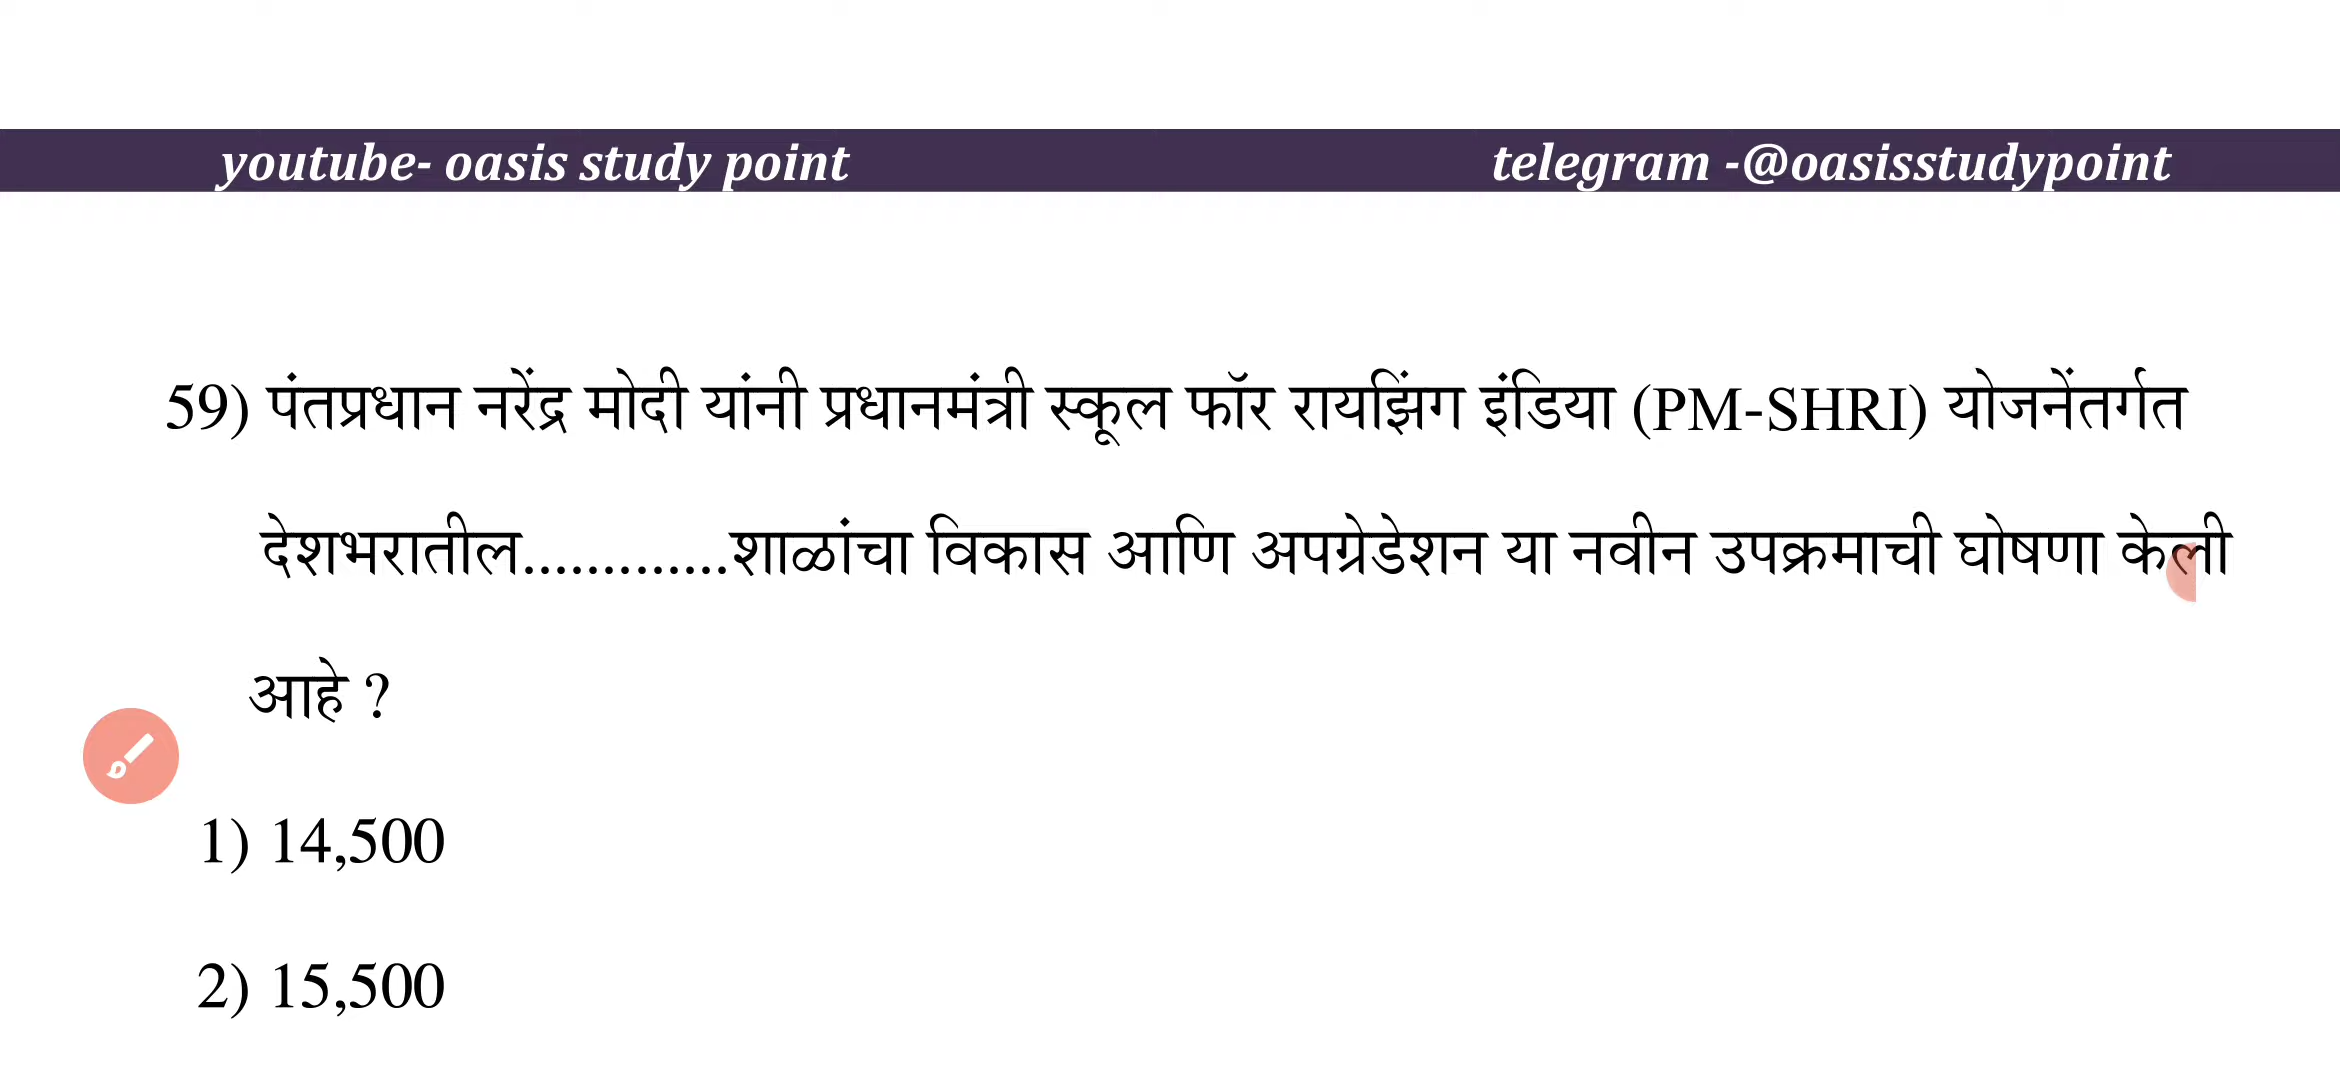 youtube- oasis study point
telegram -@oasisstudypoint
59) पंतप्रधान नरेंद्र मोदी यांनी प्रधानमंत्री स्कूल फॉर रायझिंग इंडिया (PM-SHRI) योजनेंतर्गत
देशभरातील.............शाळांचा विकास आणि अपग्रेडेशन या नवीन उपक्रमाची घोषणा केली
आहे ?
1) 14,500
2) 15,500